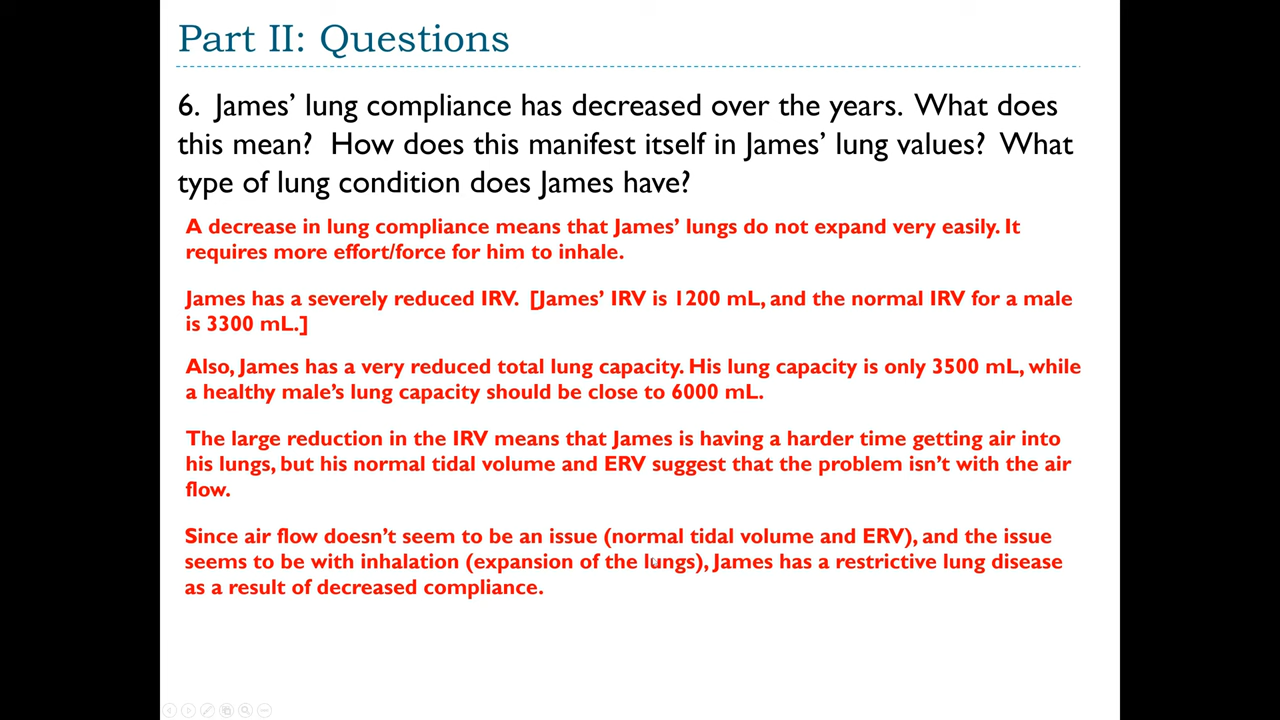 Part II: Questions
6.  James’ lung compliance has decreased over the years.  What does
this mean?  How does this manifest itself in James’ lung values?  What
type of lung condition does James have?
A decrease in lung compliance means that James’ lungs do not expand very easily. It
requires more effort/force for him to inhale.
James has a severely reduced IRV.  [James’ IRV is 1200 mL, and the normal IRV for a male
is 3300 mL.]
Also, James has a very reduced total lung capacity. His lung capacity is only 3500 mL, while
a healthy male’s lung capacity should be close to 6000 mL.
The large reduction in the IRV means that James is having a harder time getting air into
his lungs, but his normal tidal volume and ERV suggest that the problem isn’t with the air
flow.
Since air flow doesn’t seem to be an issue (normal tidal volume and ERV), and the issue
seems to be with inhalation (expansion of the lungs), James has a restrictive lung disease
as a result of decreased compliance.